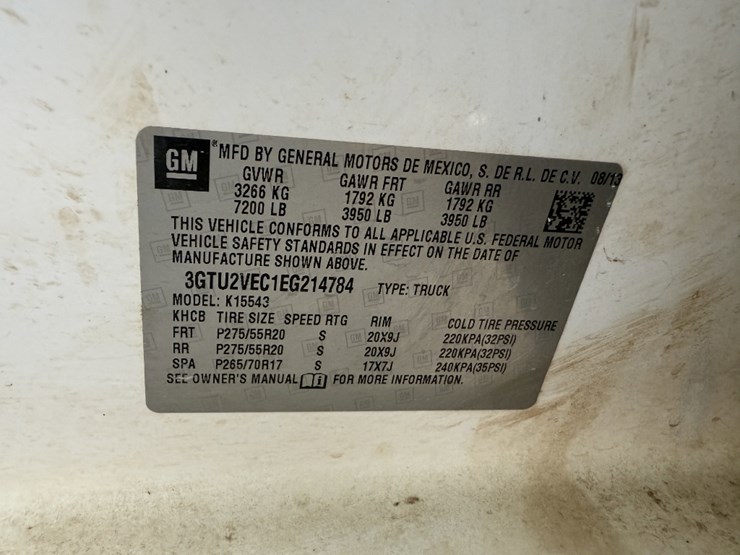 GM
*MFD BY GENERAL MOTORS DE MEXICO, S. DE R.L. DE C.V. 08/13
GVWR GAWR FRT GAWR RR
3266 KG 1792 KG 1792 KG
7200 LB 3950 LB 3950 LB
THIS VEHICLE CONFORMS TO ALL APPLICABLE U.S. FEDERAL MOTOR
VEHICLE SAFETY STANDARDS IN EFFECT ON THE DATE OF
MANUFACTURE SHOWN ABOVE.
3GTU2VEC1EG214784 TYPE: TRUCK
MODEL: K15543
KHCB TIRE SIZE SPEED RTG RIM COLD TIRE PRESSURE
FRT P275/55R20 S 20X9J 220KPA(32PSI)
RR P275/55R20 S 20X9J 220KPA(32PSI)
SPA P265/70R17 S 17X7J 240KPA(35PSI)
SEE OWNER'S MANUAL i FOR MORE INFORMATION.